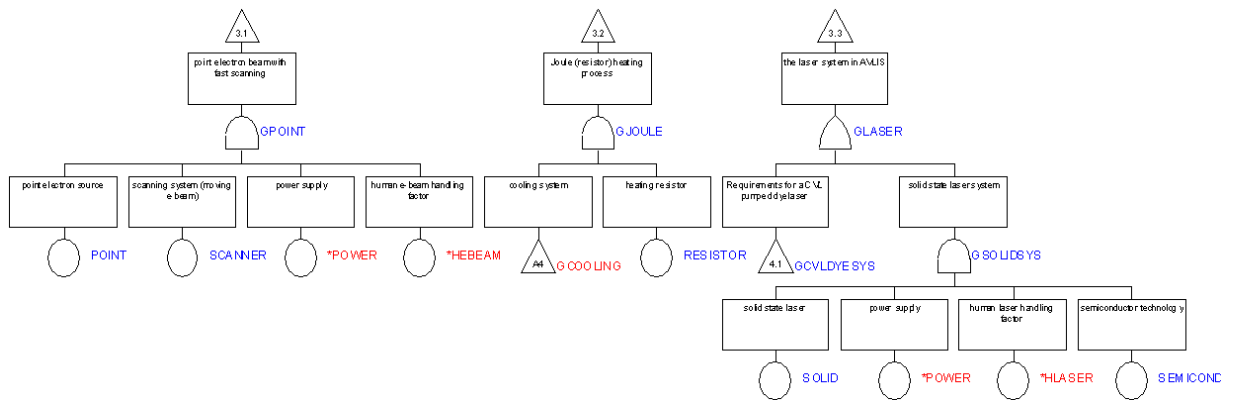 3.1
3.2
3.3
point electron beam with
fast scanning
Joule (resistor) heating
process
the laser system in AVLIS
GPOINT
GJOULE
GLASER
point electron source
scanning system (moving
e-beam)
power supply
human e-beam handling
factor
cooling system
heating resistor
Requirements for a CVL
pumped dye laser
solid state laser system
POINT
SCANNER
*POWER
*HEBEAM
A4
GCOOLING
RESISTOR
4.1
GCVLDYESYS
GSOLIDSYS
solid state laser
power supply
human laser handling
factor
semiconductor technology
SOLID
*POWER
*HLASER
SEMICOND